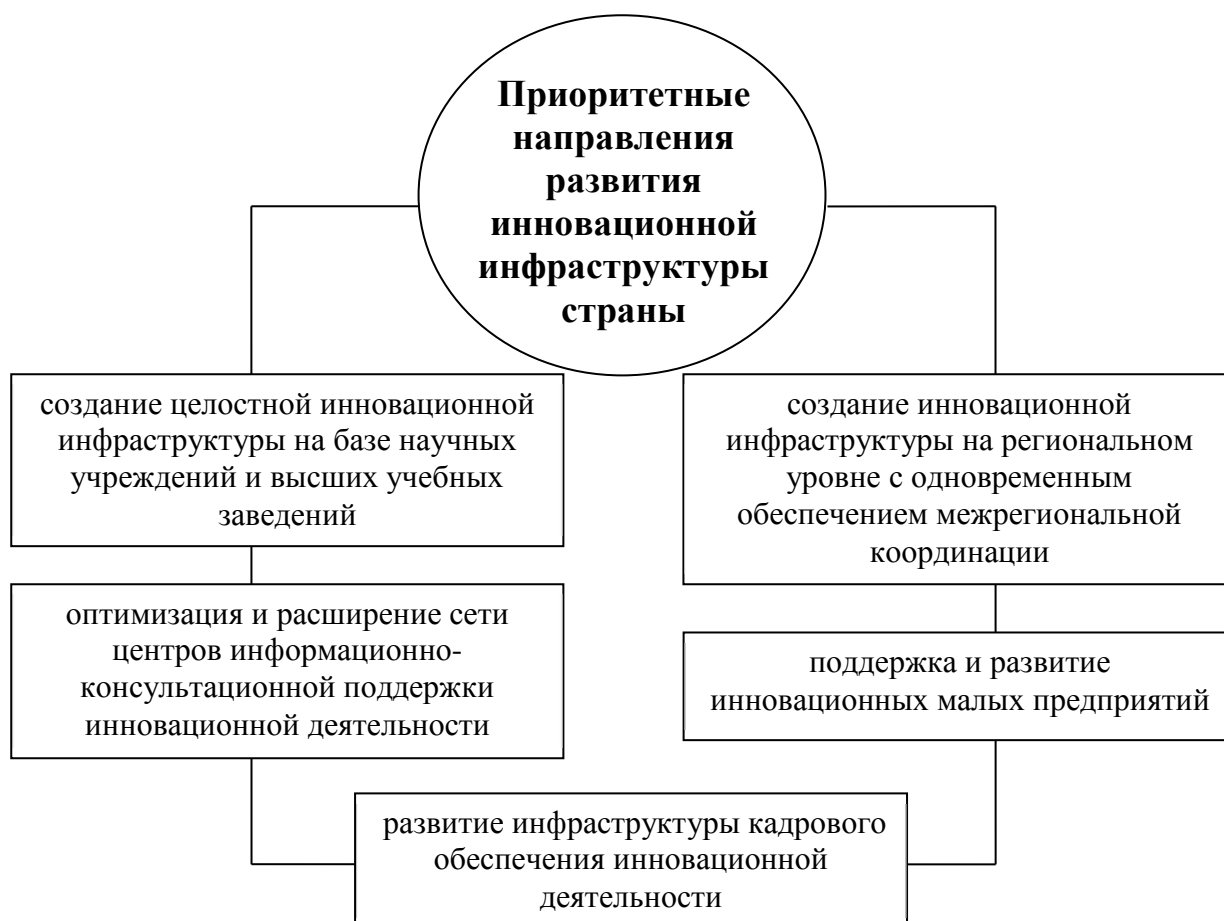 Приоритетные
направления
развития
инновационной
инфраструктуры
страны
создание целостной инновационной
инфраструктуры на базе научных
учреждений и высших учебных
заведений
создание инновационной
инфраструктуры на региональном
уровне с одновременным
обеспечением межрегиональной
координации
оптимизация и расширение сети
центров информационно-
консультационной поддержки
инновационной деятельности
поддержка и развитие
инновационных малых предприятий
развитие инфраструктуры кадрового
обеспечения инновационной
деятельности